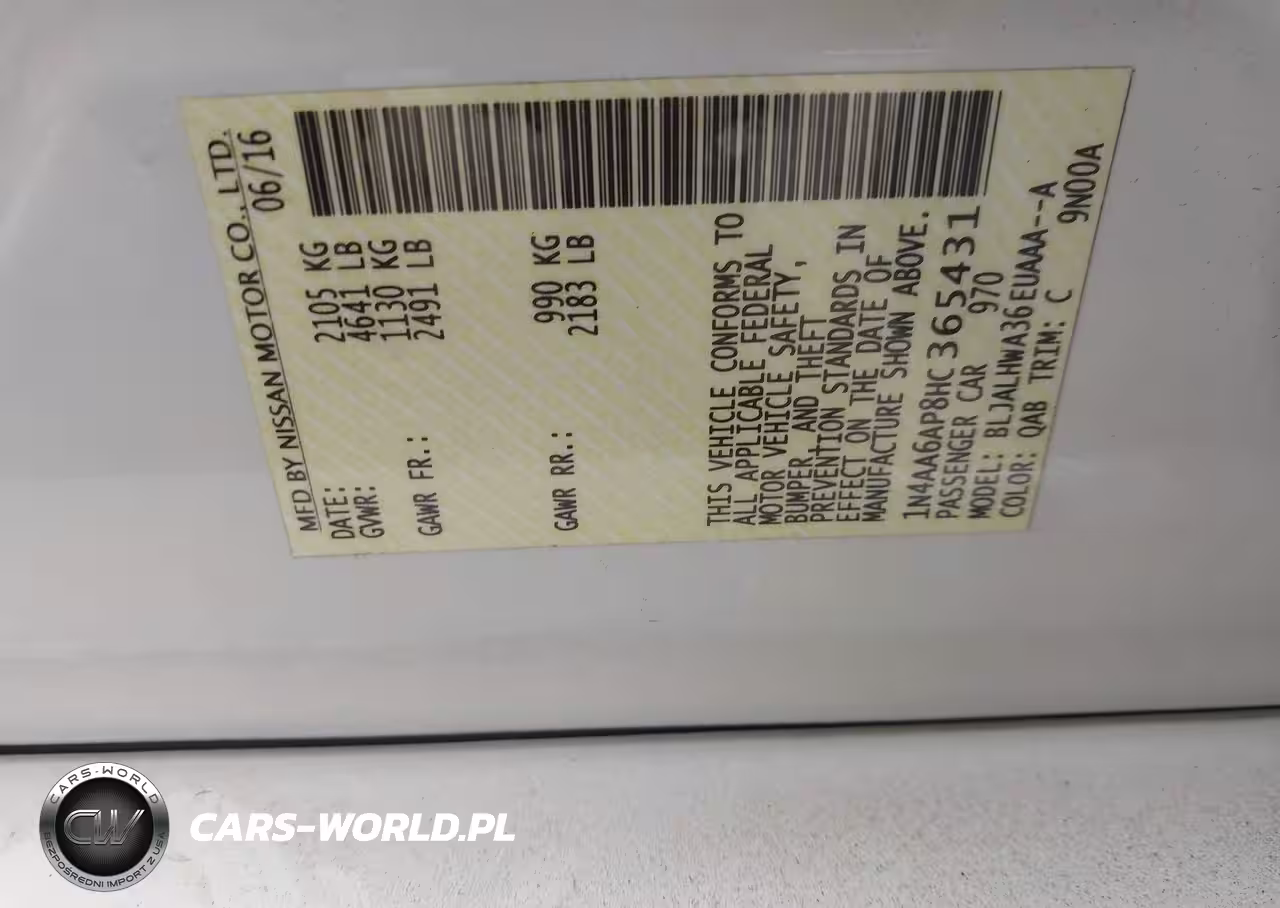 MFD BY NISSAN MOTOR CO., LTD.
DATE: 06/16
GVWR: 2105 KG
4641 LB
GAWR FR.: 1130 KG
2491 LB
GAWR RR.: 990 KG
2183 LB
THIS VEHICLE CONFORMS TO
ALL APPLICABLE FEDERAL
MOTOR VEHICLE SAFETY,
BUMPER, AND THEFT
PREVENTION STANDARDS IN
EFFECT ON THE DATE OF
MANUFACTURE SHOWN ABOVE.
1N4AA6AP8HC365431
PASSENGER CAR 970
MODEL: BLJALHWA36EUAAA--A
COLOR: QAB TRIM: C 9N00A
CARS-WORLD
CW
BEZPOŚREDNI IMPORT Z USA
CARS-WORLD.PL